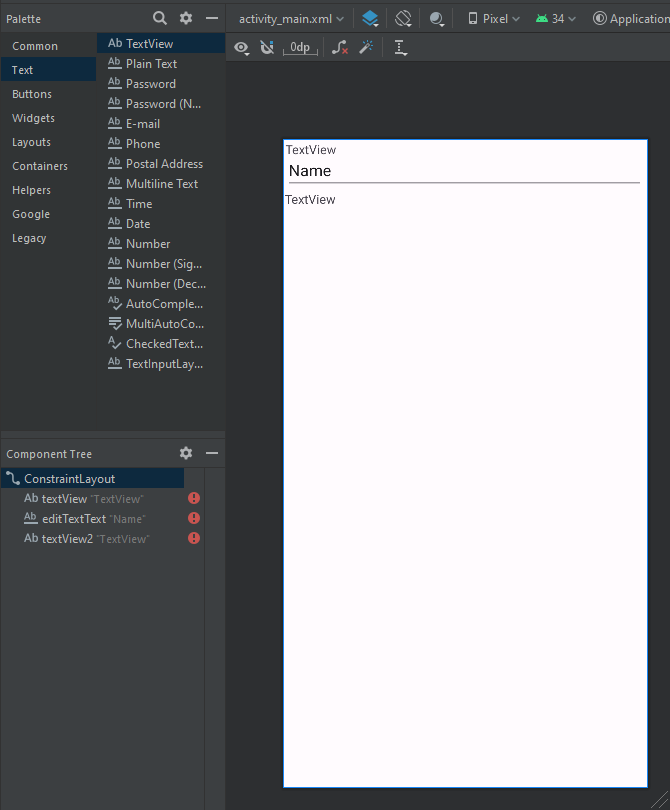 Palette
activity_main.xml
Pixel
34
Application
Common
Text
Buttons
Widgets
Layouts
Containers
Helpers
Google
Legacy
Ab TextView
Ab Plain Text
Ab Password
Ab Password (N...
Ab E-mail
Ab Phone
Ab Postal Address
Ab Multiline Text
Ab Time
Ab Date
Ab Number
Ab Number (Sig...
Ab Number (Dec...
Ab AutoComple...
MultiAutoCo...
A CheckedText...
Ab TextInputLay...
0dp
TextView
Name
TextView
Component Tree
ConstraintLayout
Ab textView "TextView"
Ab editTextText "Name"
Ab textView2 "TextView"